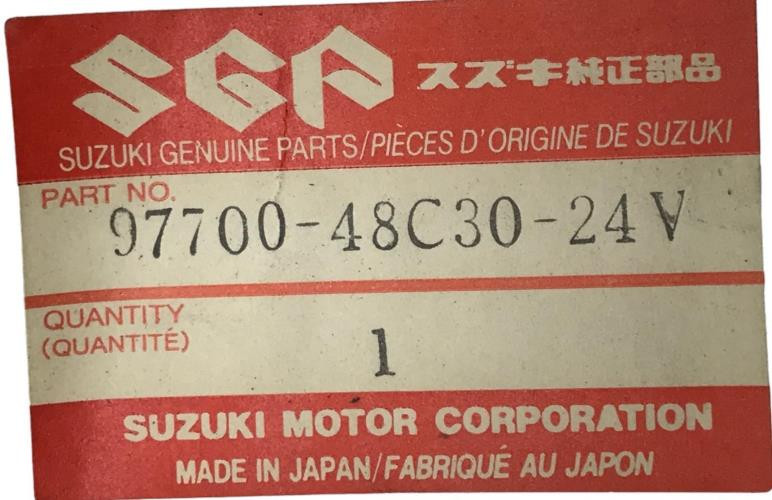 SGP スズキ純正部品
SUZUKI GENUINE PARTS/PIÈCES D'ORIGINE DE SUZUKI
PART NO.
97700-48C30-24V
QUANTITY
(QUANTITÉ)
1
SUZUKI MOTOR CORPORATION
MADE IN JAPAN/FABRIQUÉ AU JAPON